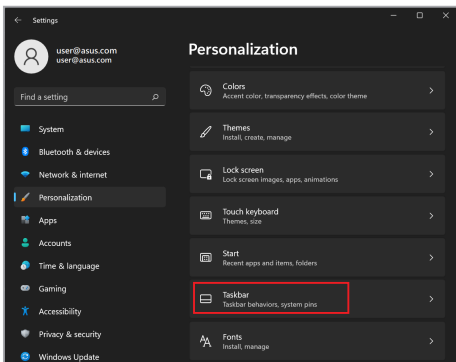 Settings
user@asus.com
user@asus.com
Find a setting
System
Bluetooth & devices
Network & internet
Personalization
Apps
Accounts
Time & language
Gaming
Accessibility
Privacy & security
Windows Update
Personalization
Colors
Accent color, transparency effects, color theme
Themes
Install, create, manage
Lock screen
Lock screen images, apps, animations
Touch keyboard
Themes, size
Start
Recent apps and items, folders
Taskbar
Taskbar behaviors, system pins
Fonts
Install, manage